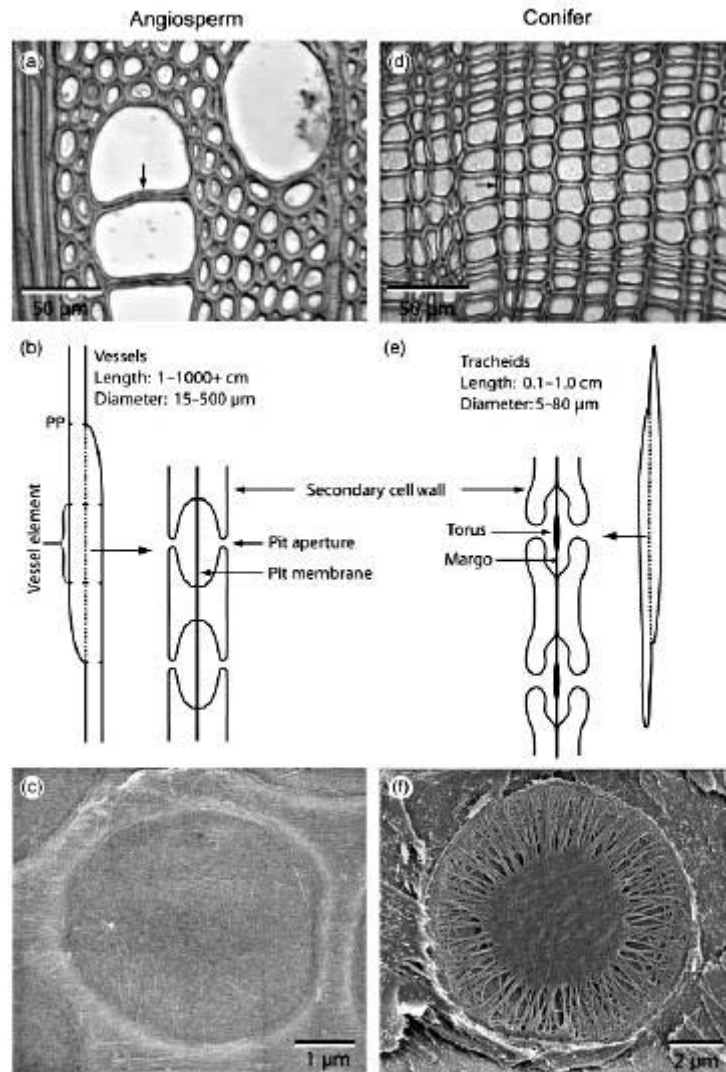 Angiosperm
Conifer
(a)
50 µm
(d)
50 µm
(b)
Vessels
Length: 1–1000+ cm
Diameter: 15–500 µm
PP
Vessel element
(e)
Tracheids
Length: 0.1–1.0 cm
Diameter: 5–80 µm
Secondary cell wall
Pit aperture
Pit membrane
Torus
Margo
(c)
1 µm
(f)
2 µm